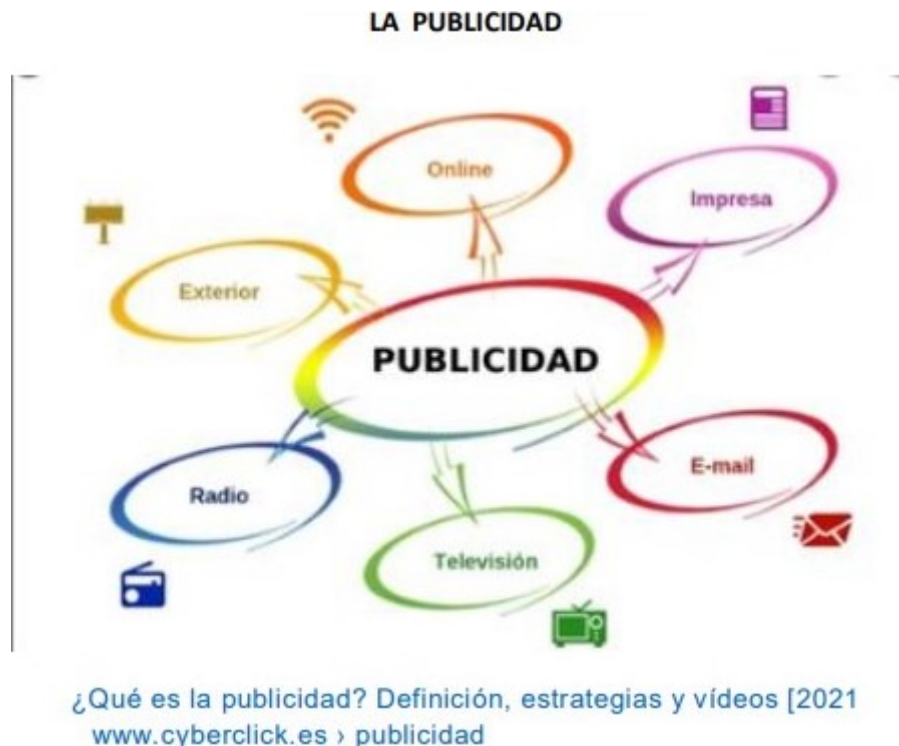 LA PUBLICIDAD
Online
Impresa
Exterior
PUBLICIDAD
Radio
E-mail
Televisión
¿Qué es la publicidad? Definición, estrategias y vídeos [2021
www.cyberclick.es › publicidad